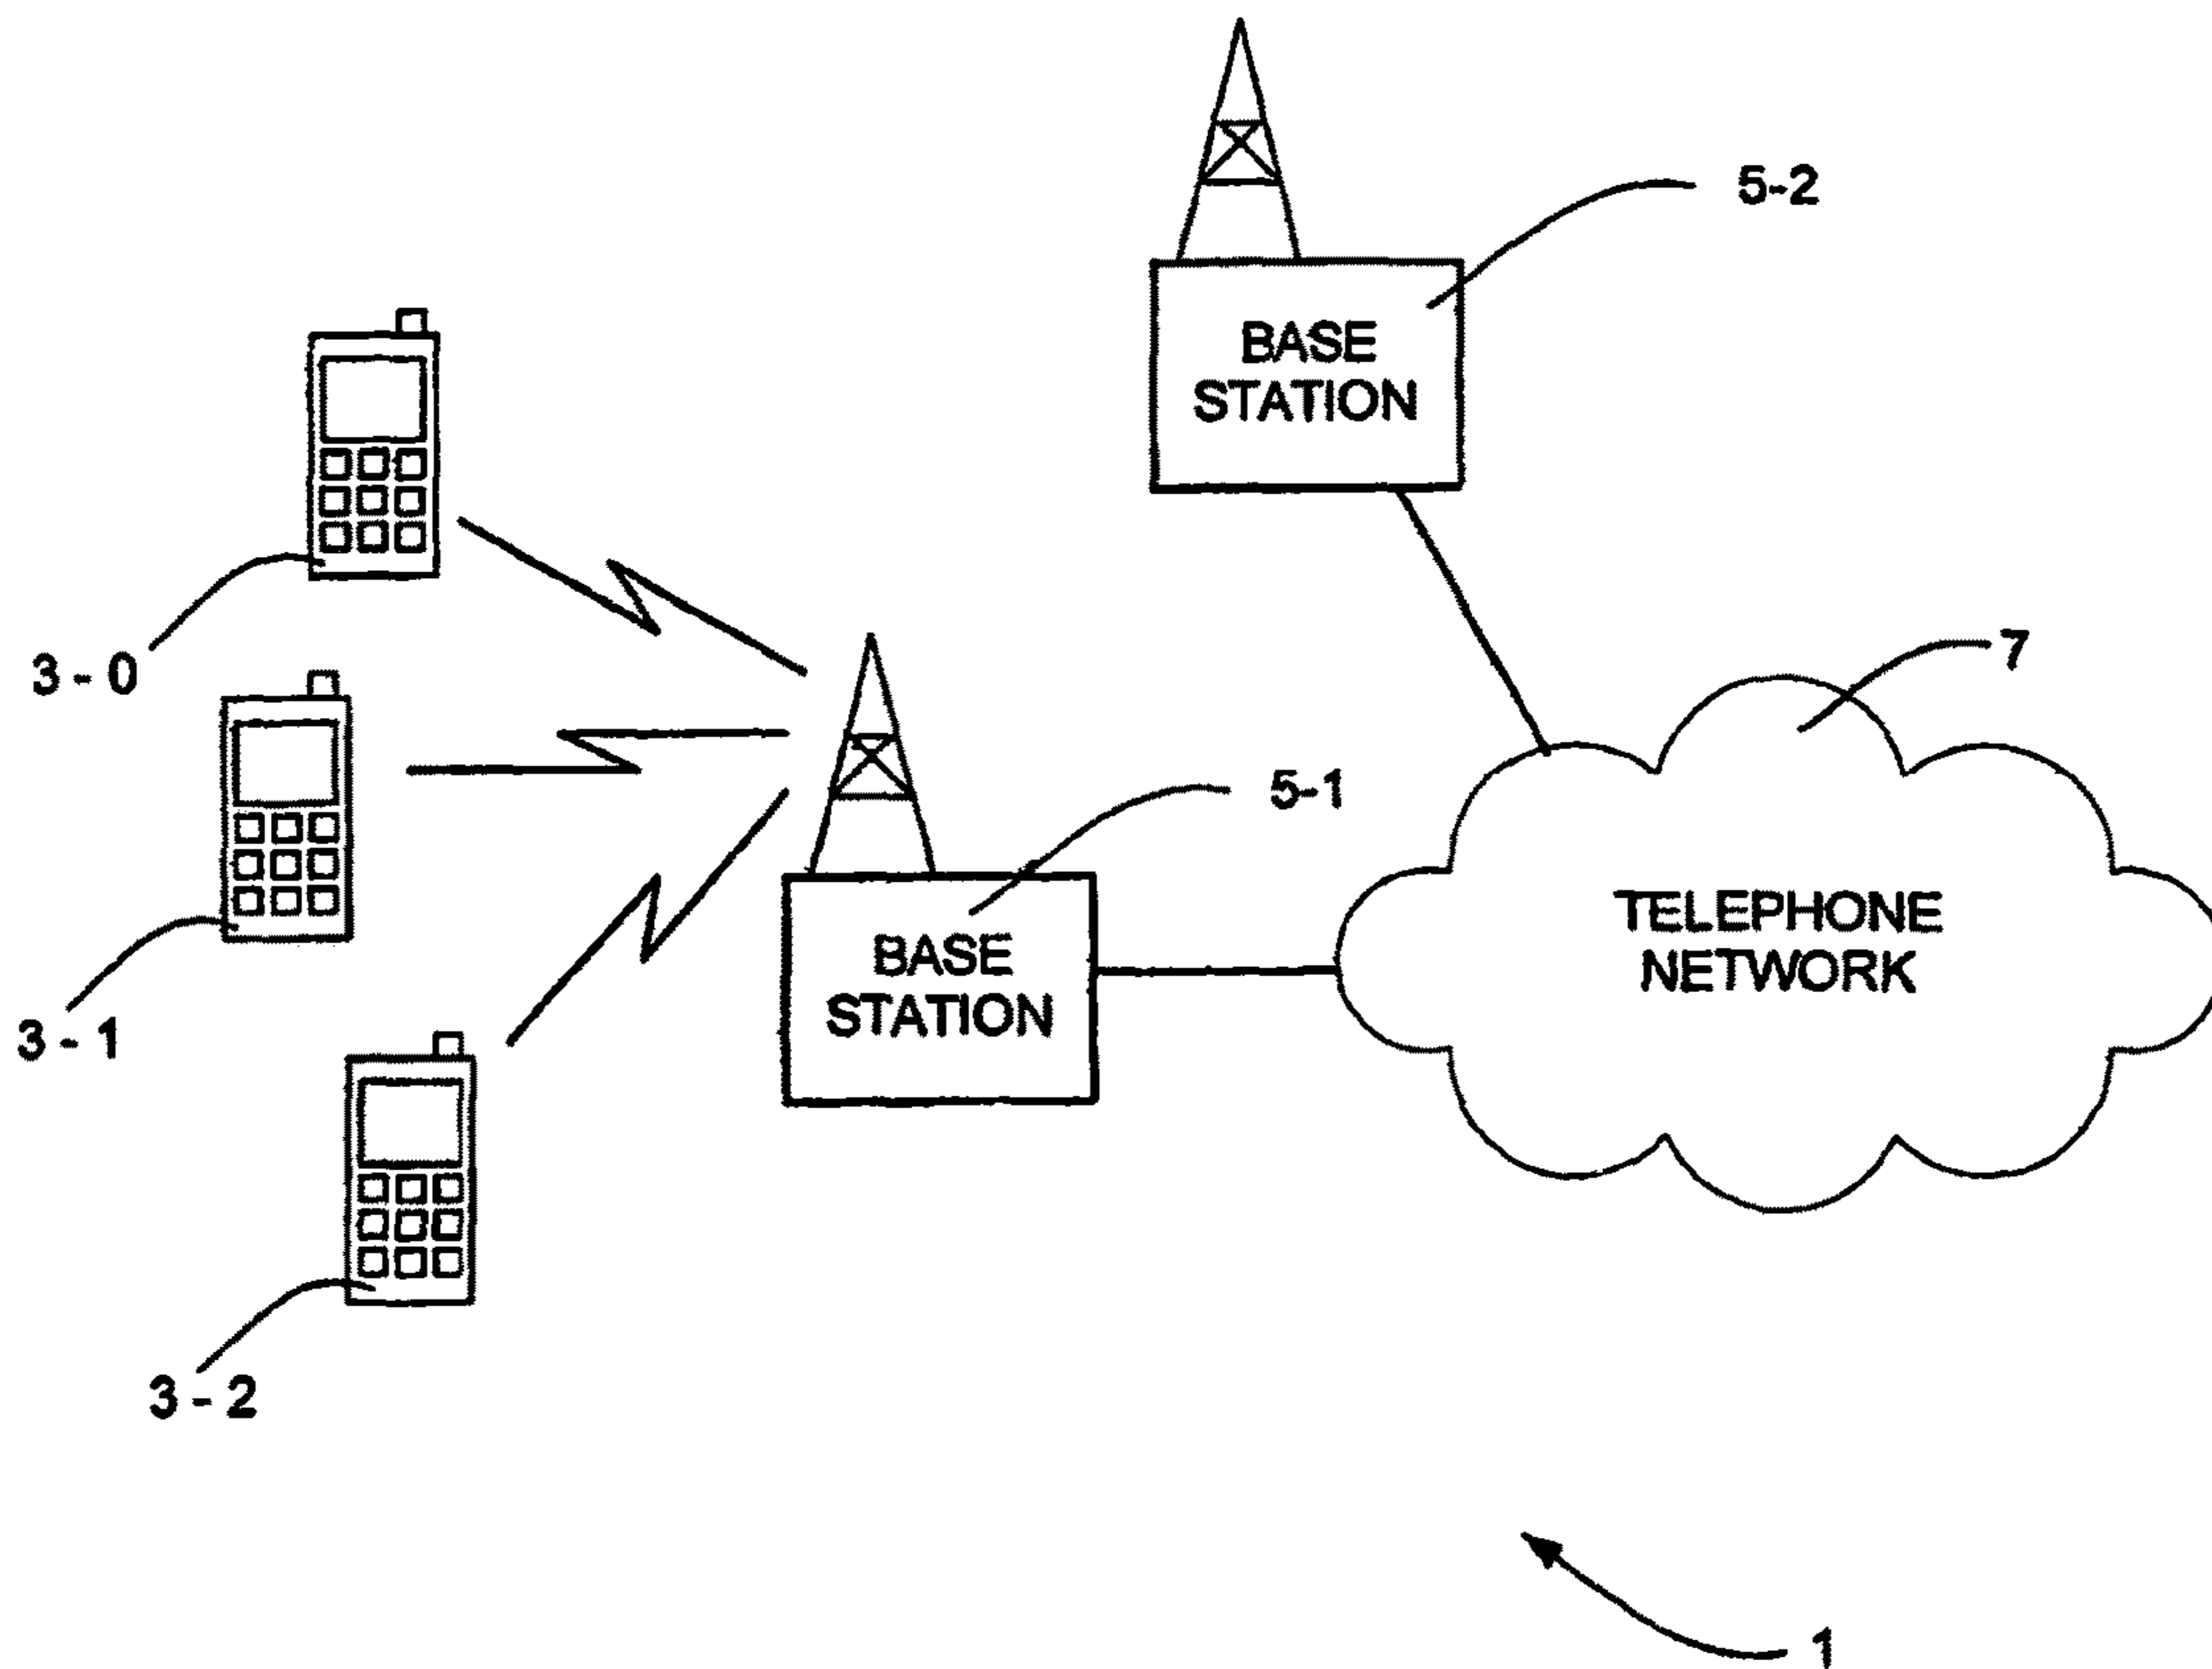 5-2
BASE
STATION
3 - 0
7
3 - 1
5-1
BASE
STATION
TELEPHONE
NETWORK
3 - 2
1